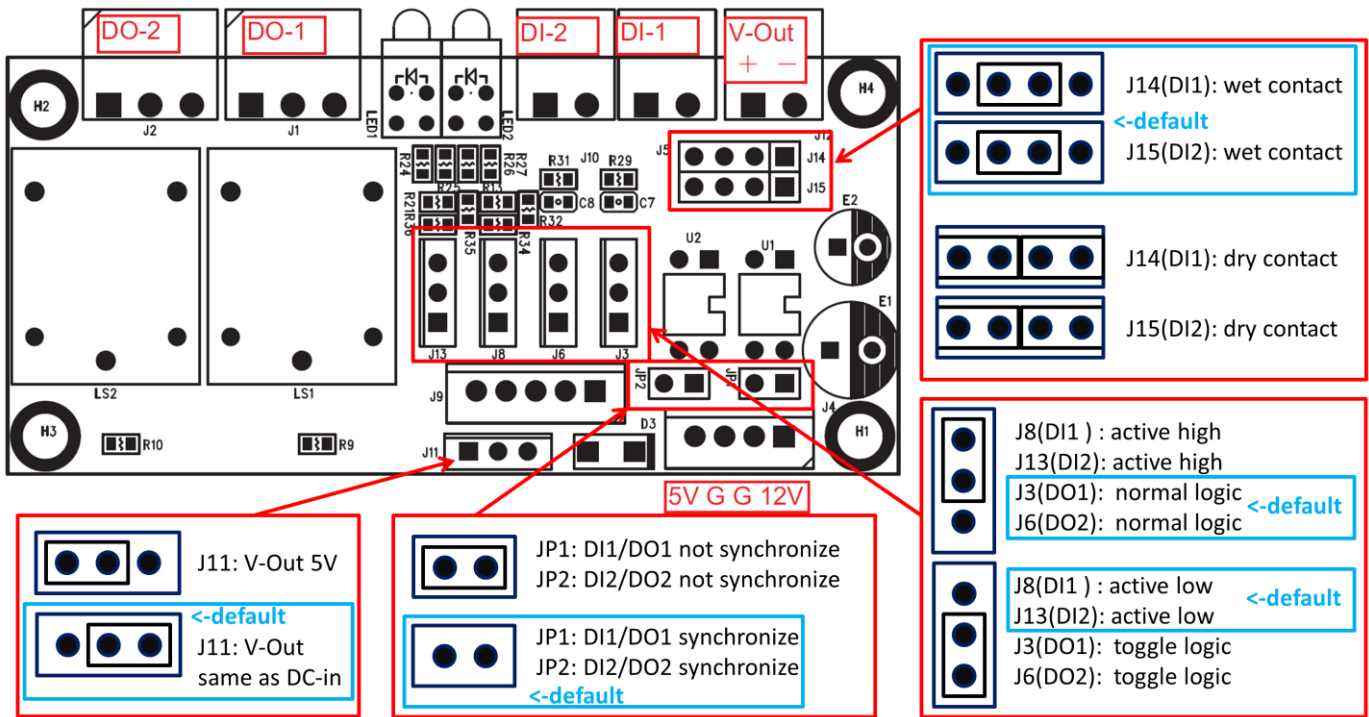 DO-2
DO-1
DI-2
DI-1
V-Out
+ −
H2
J2
J1
LED1
LED2
H4
J12
J5
J14
J15
R24
R25
R26
R27
R13
R31
J10
R29
C8
C7
R21
R36
R35
R34
R32
E2
U2
U1
E1
J13
J8
J6
J3
LS2
LS1
JP2
J9
J4
H3
R10
R9
J11
D3
H1
5V G G 12V
J14(DI1): wet contact
<-default
J15(DI2): wet contact
J14(DI1): dry contact
J15(DI2): dry contact
J8(DI1 ) : active high
J13(DI2): active high
J3(DO1): normal logic
<-default
J6(DO2): normal logic
J8(DI1 ) : active low
<-default
J13(DI2): active low
J3(DO1): toggle logic
J6(DO2): toggle logic
J11: V-Out 5V
<-default
J11: V-Out
same as DC-in
JP1: DI1/DO1 not synchronize
JP2: DI2/DO2 not synchronize
JP1: DI1/DO1 synchronize
JP2: DI2/DO2 synchronize
<-default